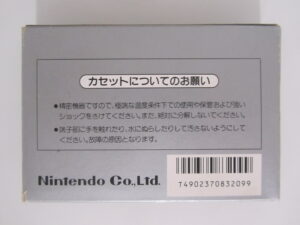 カセットについてのお願い
●精密機器ですので、極端な温度条件下での使用や保管および強い
ショックをさけてください。また、絶対に分解しないでください。
●端子部に手を触れたり、水にぬらしたりして汚さないようにして
ください。故障の原因となります。
Nintendo Co.,Ltd.
T4902370832099